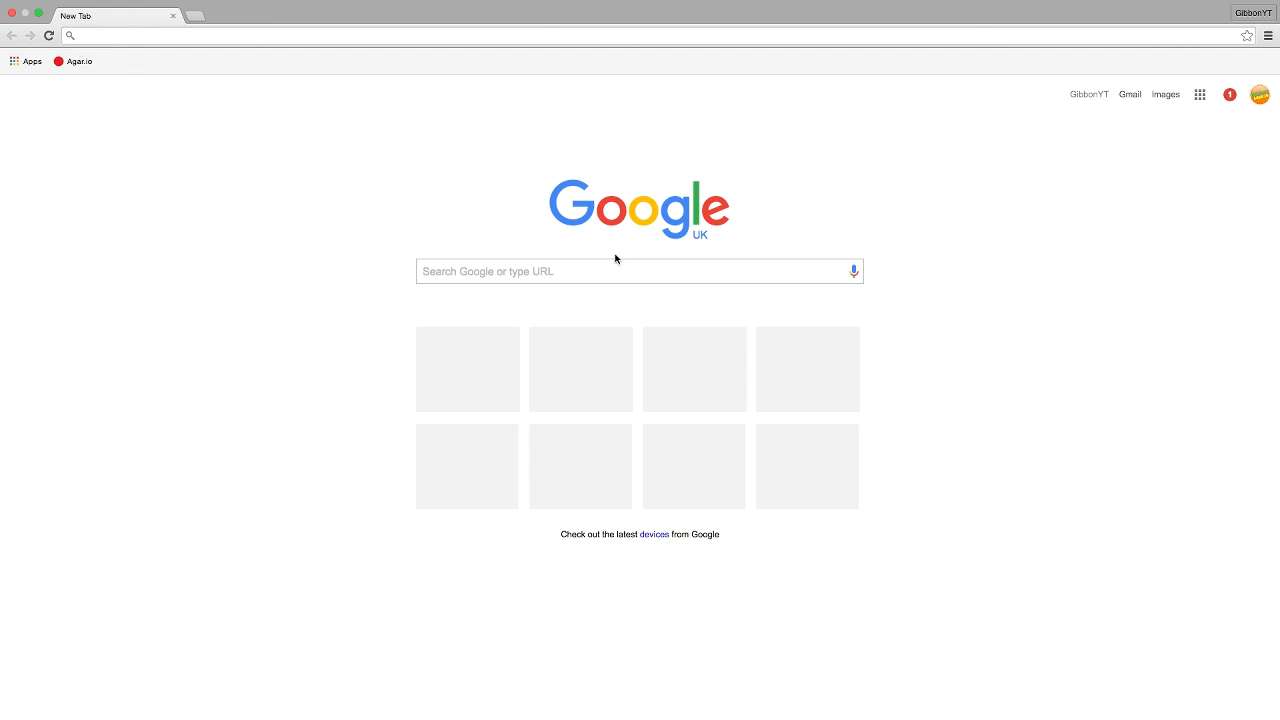 New Tab
GibbonYT
Apps Agar.io
GibbonYT Gmail Images 1
Google
UK
Search Google or type URL
Check out the latest devices from Google